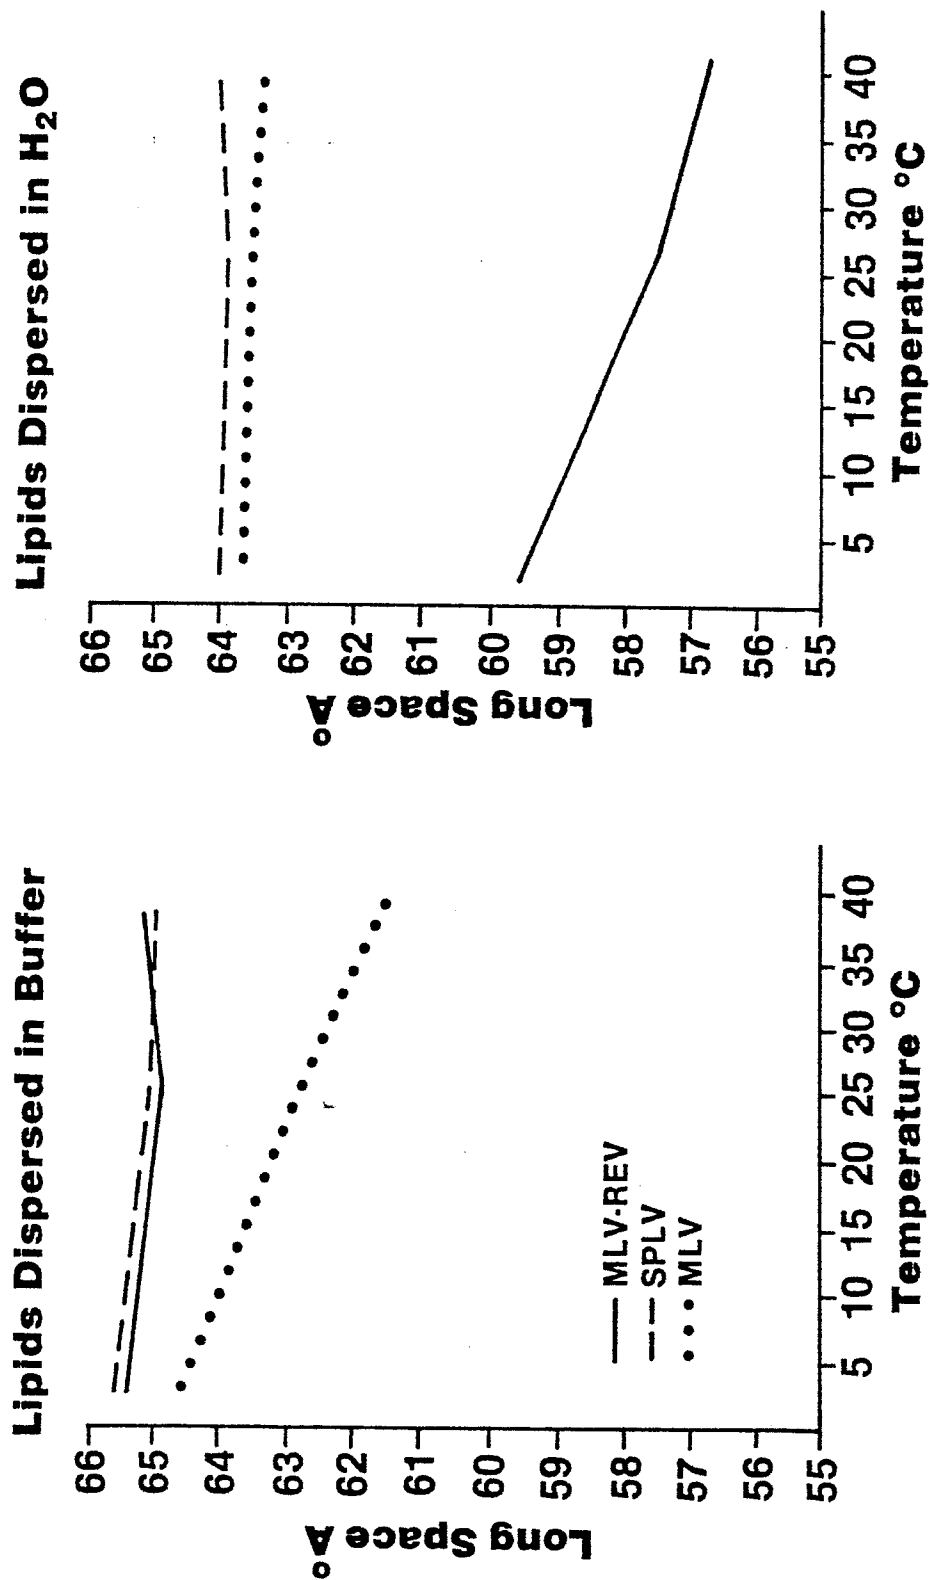 Lipids Dispersed in Buffer
Long Space A°
66
65
64
63
62
61
60
59
58
57
56
55
5 10 15 20 25 30 35 40
Temperature °C
MLV-REV
SPLV
MLV
Lipids Dispersed in H₂O
Long Space A°
66
65
64
63
62
61
60
59
58
57
56
55
5 10 15 20 25 30 35 40
Temperature °C